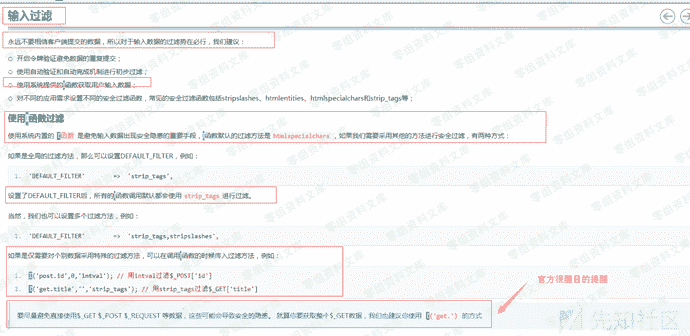 输入过滤
永远不要相信客户端提交的数据，所以对于输入数据的过滤势在必行，我们建议：
开启令牌验证避免数据的重复提交；
使用自动验证和自动完成机制进行初步过滤；
使用系统提供的I函数获取用户输入数据；
对不同的应用需求设置不同的安全过滤函数，常见的安全过滤函数包括stripslashes、htmlentities、htmlspecialchars和strip_tags等；
使用I函数过滤
使用系统内置的I函数 是避免输入数据出现安全隐患的重要手段，I函数默认的过滤方法是 htmlspecialchars ，如果我们需要采用其他的方法进行安全过滤，有两种方式：
如果是全局的过滤方法，那么可以设置DEFAULT_FILTER，例如：
1. 'DEFAULT_FILTER' => 'strip_tags',
设置了DEFAULT_FILTER后，所有的I函数调用默认都会使用 strip_tags 进行过滤。
当然，我们也可以设置多个过滤方法，例如：
1. 'DEFAULT_FILTER' => 'strip_tags,stripslashes',
如果是仅需要对个别数据采用特殊的过滤方法，可以在调用I函数的时候传入过滤方法，例如：
1. I('post.id',0,'intval'); // 用intval过滤$_POST['id']
2. I('get.title','','strip_tags'); // 用strip_tags过滤$_GET['title']
官方很醒目的提醒
要尽量避免直接使用$_GET $_POST $_REQUEST 等数据，这些可能会导致安全的隐患。 就算你要获取整个$_GET数据，我们也建议你使用 I('get.') 的方式
先知社区
零组资料文库